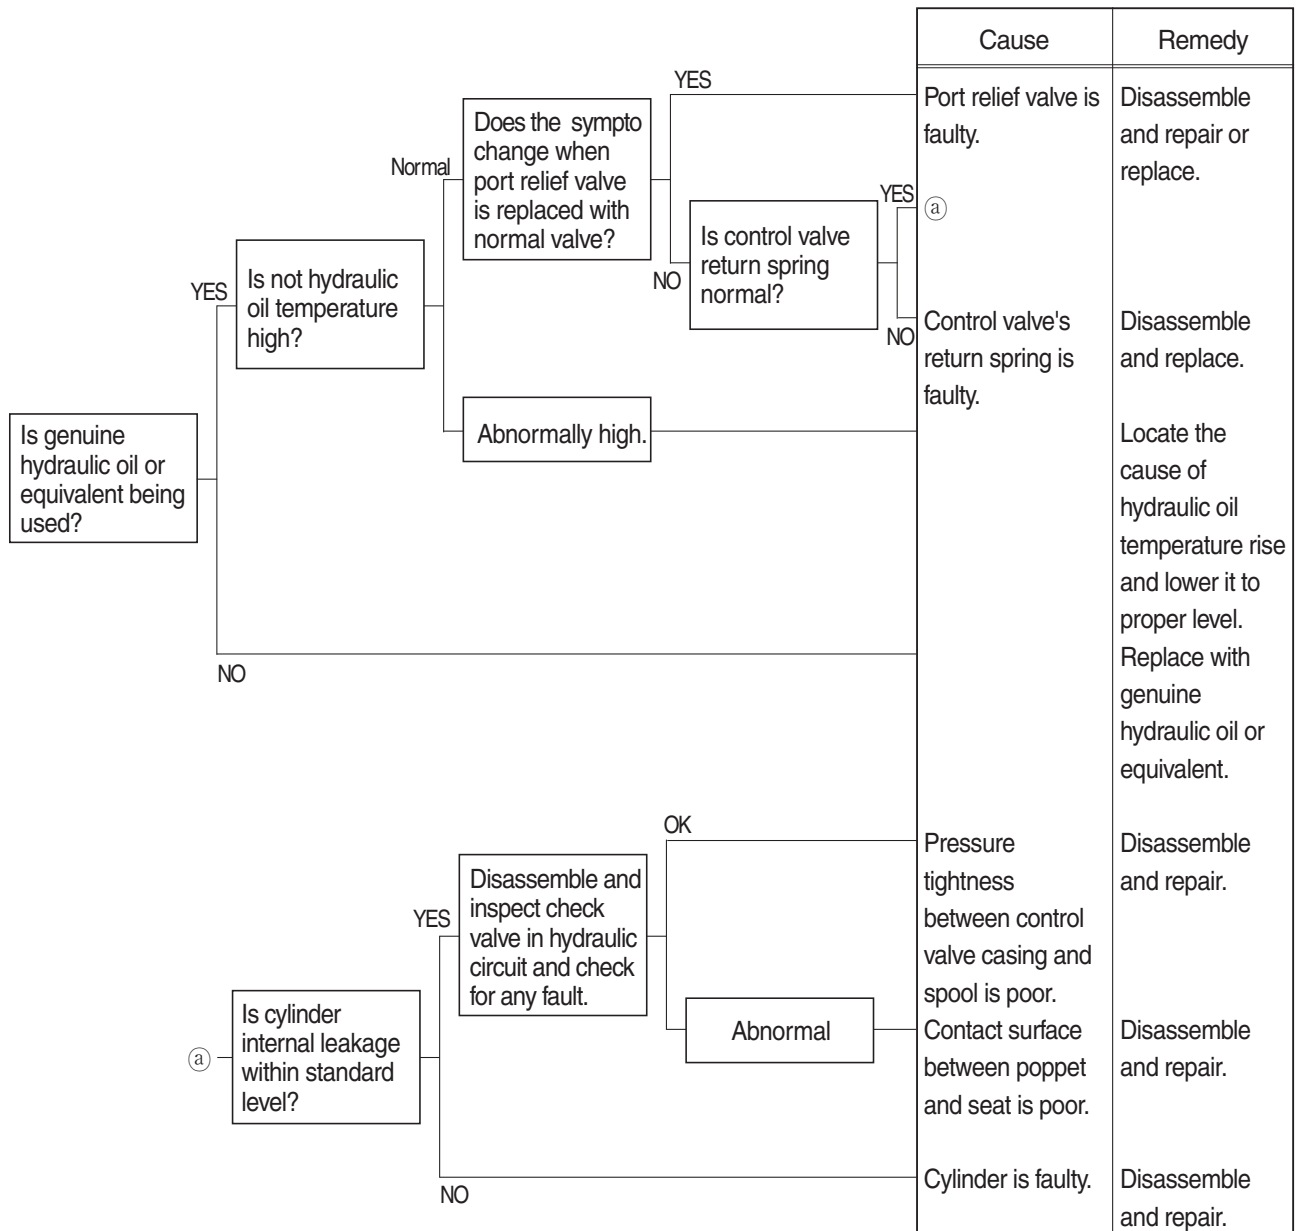 Cause
Remedy
YES
Port relief valve is
faulty.
Disassemble
and repair or
replace.
Does the sympto
change when
port relief valve
is replaced with
normal valve?
Normal
YES
ⓐ
Is control valve
return spring
normal?
NO
Is not hydraulic
oil temperature
high?
YES
NO
Control valve's
return spring is
faulty.
Disassemble
and replace.
Abnormally high.
Is genuine
hydraulic oil or
equivalent being
used?
Locate the
cause of
hydraulic oil
temperature rise
and lower it to
proper level.
NO
Replace with
genuine
hydraulic oil or
equivalent.
OK
Pressure
tightness
between control
valve casing and
spool is poor.
Disassemble
and repair.
Disassemble and
inspect check
valve in hydraulic
circuit and check
for any fault.
YES
Abnormal
Contact surface
between poppet
and seat is poor.
Disassemble
and repair.
ⓐ
Is cylinder
internal leakage
within standard
level?
NO
Cylinder is faulty.
Disassemble
and repair.